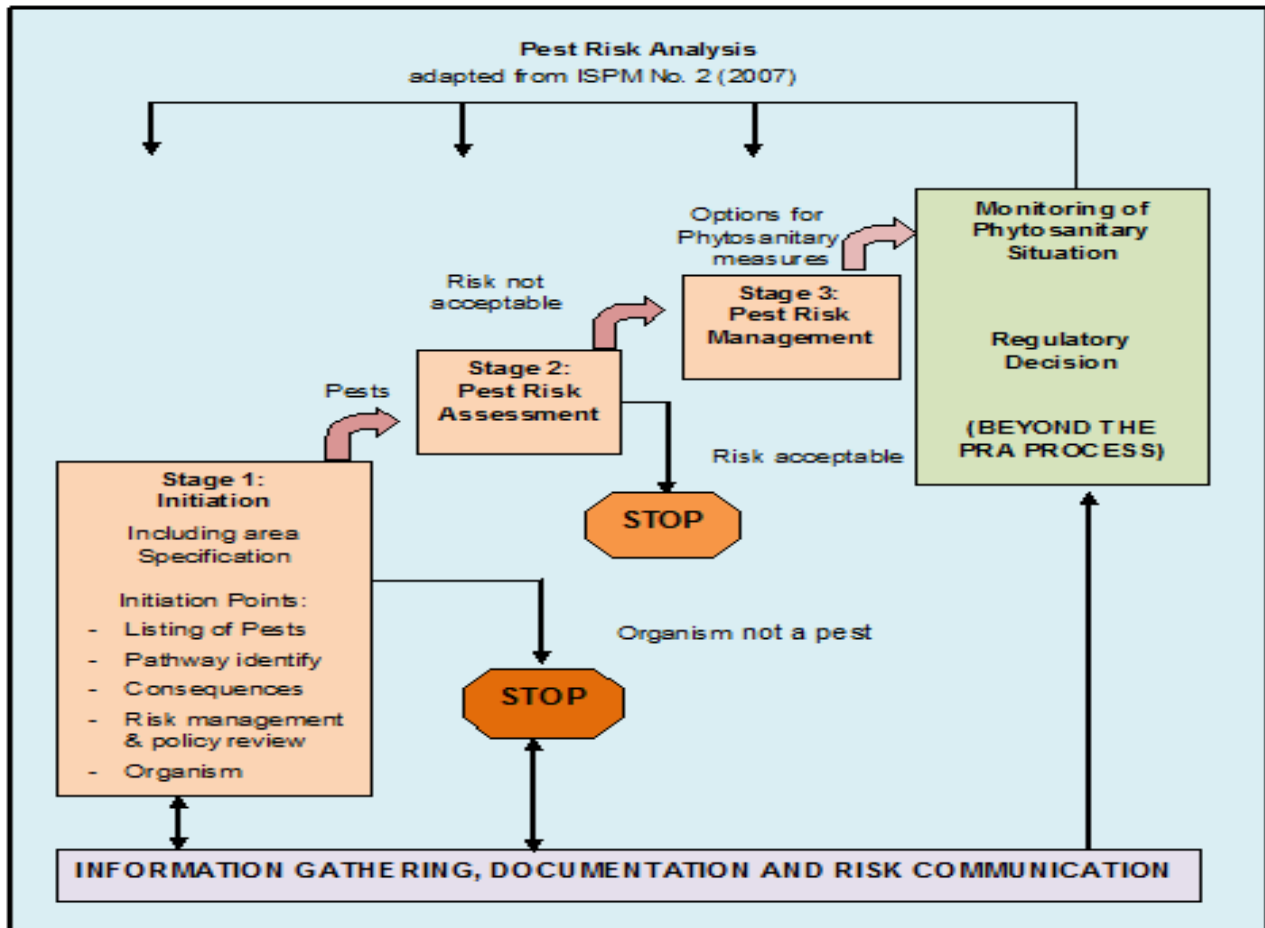 Pest Risk Analysis
adapted from ISPM No. 2 (2007)
Options for
Phytosanitary
measures
Monitoring of
Phytosanitary
Situation
Regulatory
Decision
(BEYOND THE
PRA PROCESS)
Risk not
acceptable
Stage 3:
Pest Risk
Management
Pests
Stage 2:
Pest Risk
Assessment
Risk acceptable
STOP
Stage 1:
Initiation
Including area
Specification
Initiation Points:
- Listing of Pests
- Pathway identify
- Consequences
- Risk management
& policy review
- Organism
Organism not a pest
STOP
INFORMATION GATHERING, DOCUMENTATION AND RISK COMMUNICATION